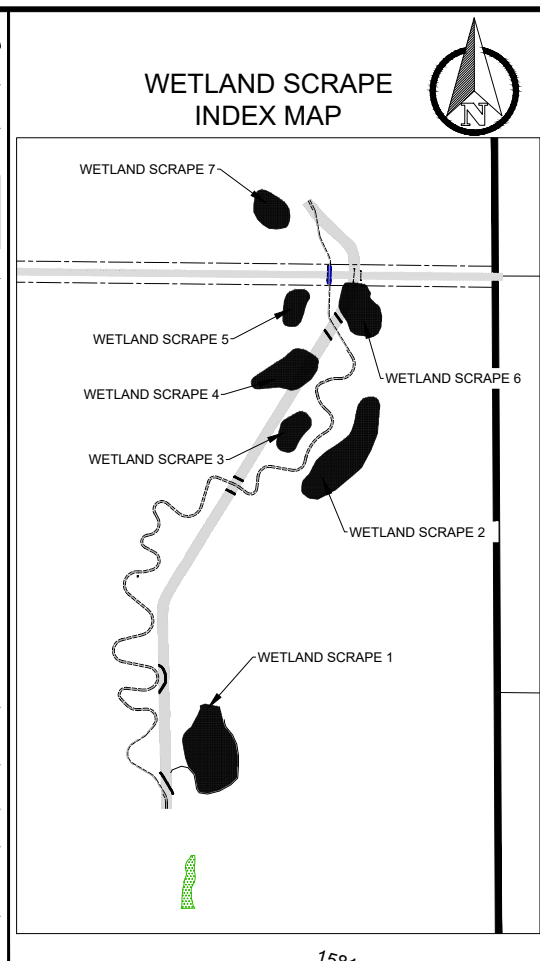 WETLAND SCRAPE
INDEX MAP
N
WETLAND SCRAPE 7
WETLAND SCRAPE 5
WETLAND SCRAPE 6
WETLAND SCRAPE 4
WETLAND SCRAPE 3
WETLAND SCRAPE 2
WETLAND SCRAPE 1